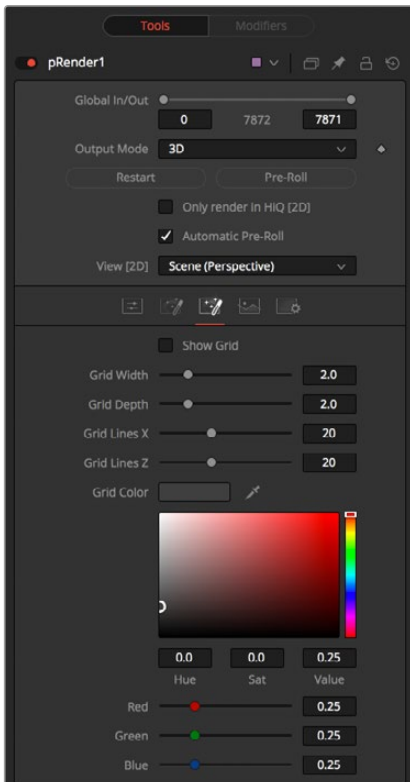 Tools Modifiers
pRender1
Global In/Out
0 7872 7871
Output Mode 3D
Restart Pre-Roll
Only render in HiQ [2D]
Automatic Pre-Roll
View [2D] Scene (Perspective)
Show Grid
Grid Width 2.0
Grid Depth 2.0
Grid Lines X 20
Grid Lines Z 20
Grid Color
0.0 0.0 0.25
Hue Sat Value
Red 0.25
Green 0.25
Blue 0.25